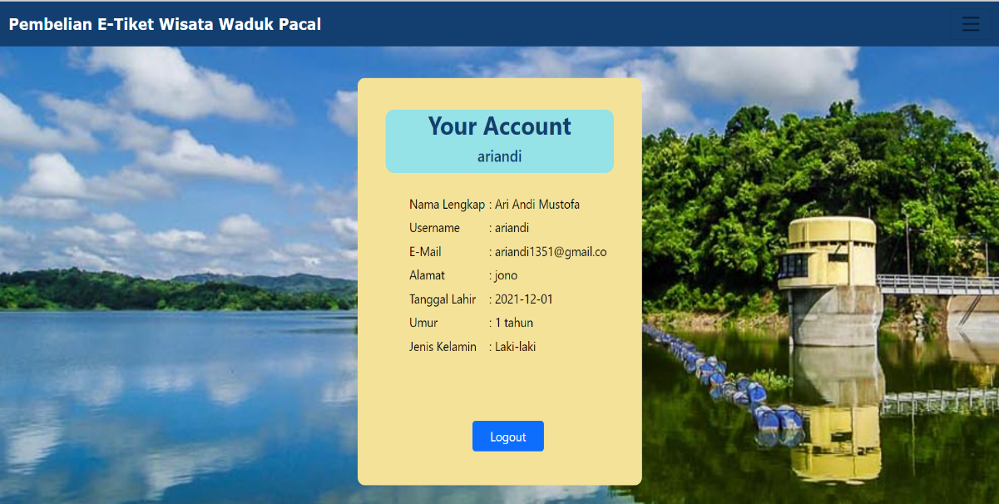 Pembelian E-Tiket Wisata Waduk Pacal
Your Account
ariandi
Nama Lengkap : Ari Andi Mustofa
Username : ariandi
E-Mail : ariandi1351@gmail.co
Alamat : jono
Tanggal Lahir : 2021-12-01
Umur : 1 tahun
Jenis Kelamin : Laki-laki
Logout